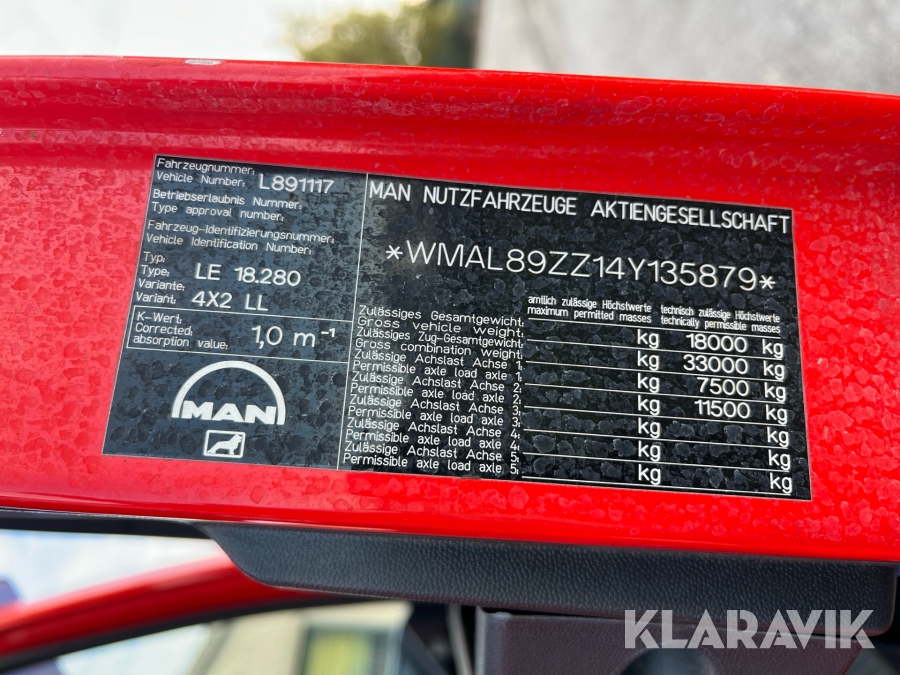 Fahrzeugnummer:
Vehicle Number: L891117
Betriebserlaubnis Nummer:
Type approval number:
Fahrzeug-Identifizierungsnummer:
Vehicle Identification Number:
Typ:
Type: LE 18.280
Variante:
Variant: 4X2 LL
K-Wert:
Corrected absorption value: 1,0 m⁻¹
MAN
MAN NUTZFAHRZEUGE AKTIENGESELLSCHAFT
*WMAL89ZZ14Y135879*
amtlich zulässige Höchstwerte technisch zulässige Höchstwerte
maximum permitted masses technically permissible masses
Zulässiges Gesamtgewicht,
Gross vehicle weight, kg 18000 kg
Zulässiges Zug-Gesamtgewicht,
Gross combination weight, kg 33000 kg
Zulässige Achslast Achse 1,
Permissible axle load axle 1, kg 7500 kg
Zulässige Achslast Achse 2,
Permissible axle load axle 2, kg 11500 kg
Zulässige Achslast Achse 3,
Permissible axle load axle 3, kg kg
Zulässige Achslast Achse 4,
Permissible axle load axle 4, kg kg
Zulässige Achslast Achse 5,
Permissible axle load axle 5, kg kg
KLARAVIK